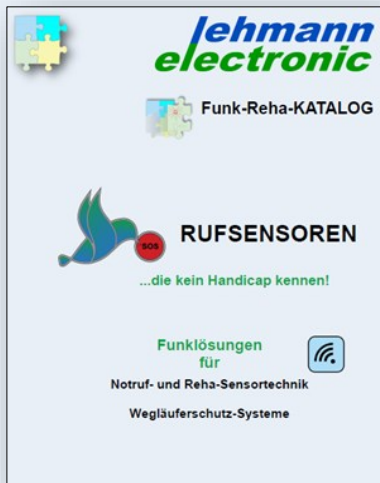 lehmann
electronic
Funk-Reha-KATALOG
SOS
RUFSENSOREN
...die kein Handicap kennen!
Funklösungen
für
Notruf- und Reha-Sensortechnik
Wegläuferschutz-Systeme